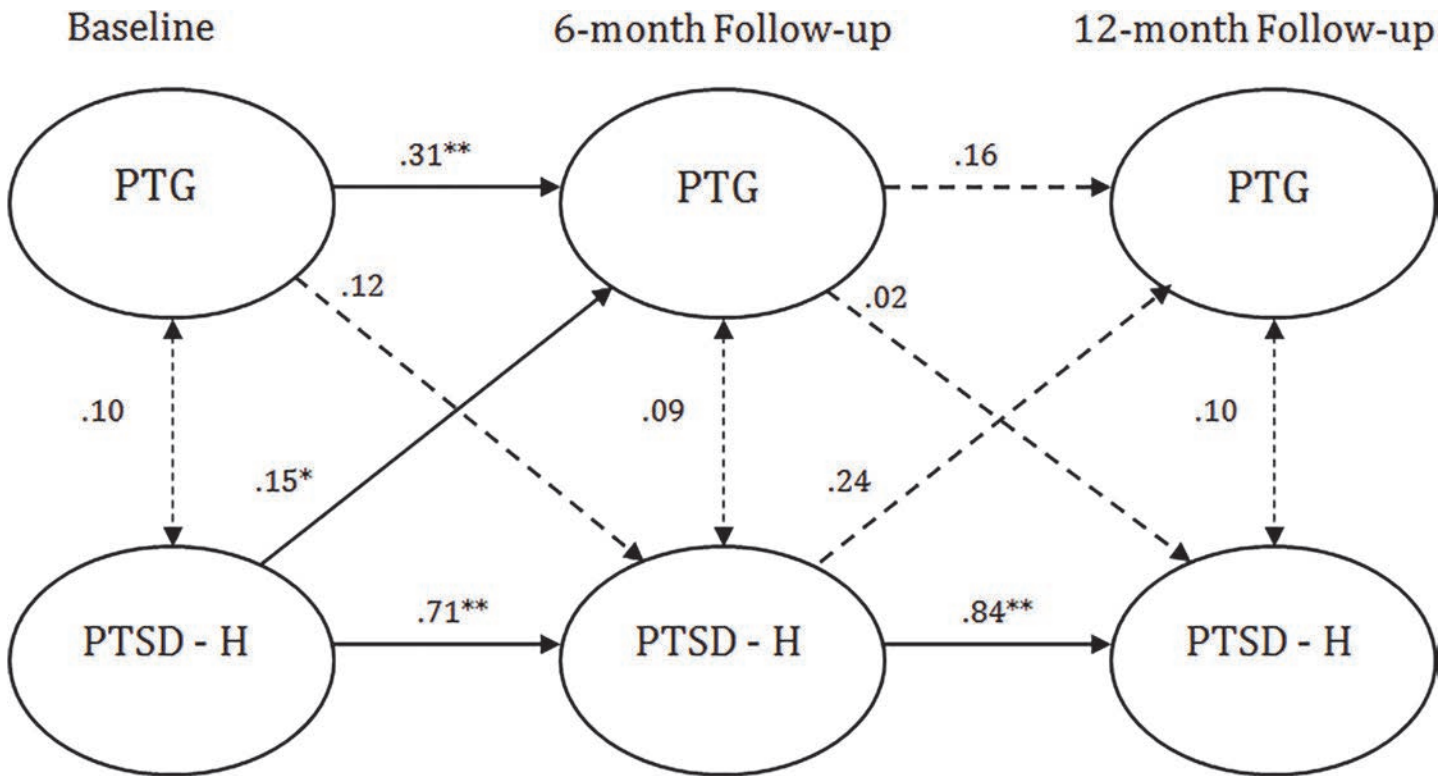 Baseline 6-month Follow-up 12-month Follow-up
.31** .16
PTG PTG PTG
.12 .02
.10 .09 .10
.15* .24
.71** .84**
PTSD - H PTSD - H PTSD - H